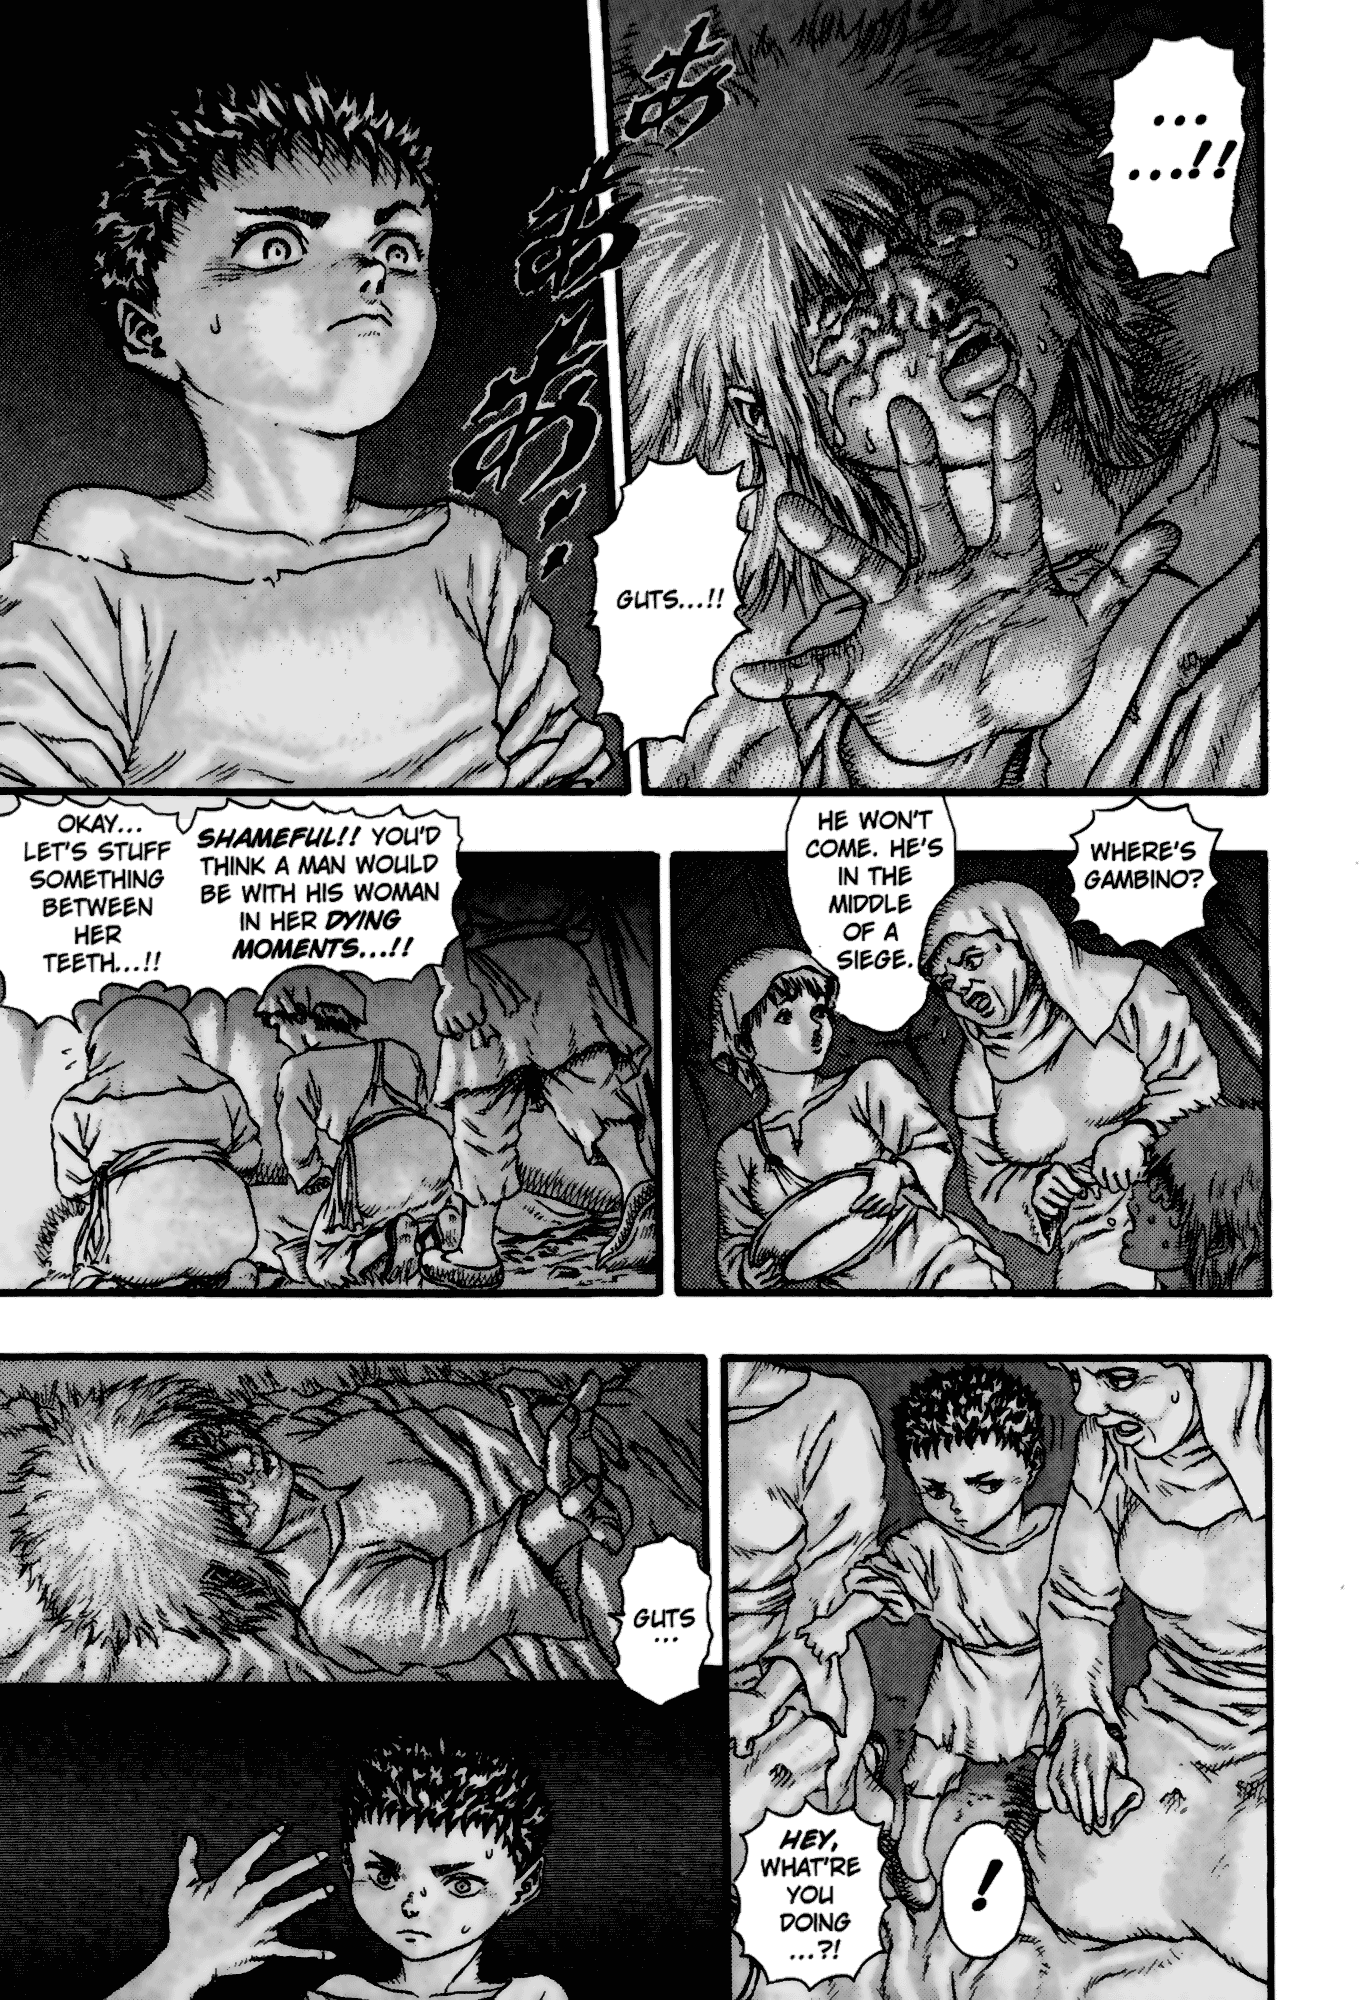 ...
...!!
あ
あ
あ
GUTS...!!
WHERE'S
GAMBINO?
HE WON'T
COME. HE'S
IN THE
MIDDLE
OF A
SIEGE.
SHAMEFUL!! YOU'D
THINK A MAN WOULD
BE WITH HIS WOMAN
IN HER DYING
MOMENTS...!!
OKAY...
LET'S STUFF
SOMETHING
BETWEEN
HER
TEETH...!!
!
HEY,
WHAT'RE
YOU
DOING
...?!
GUTS
...